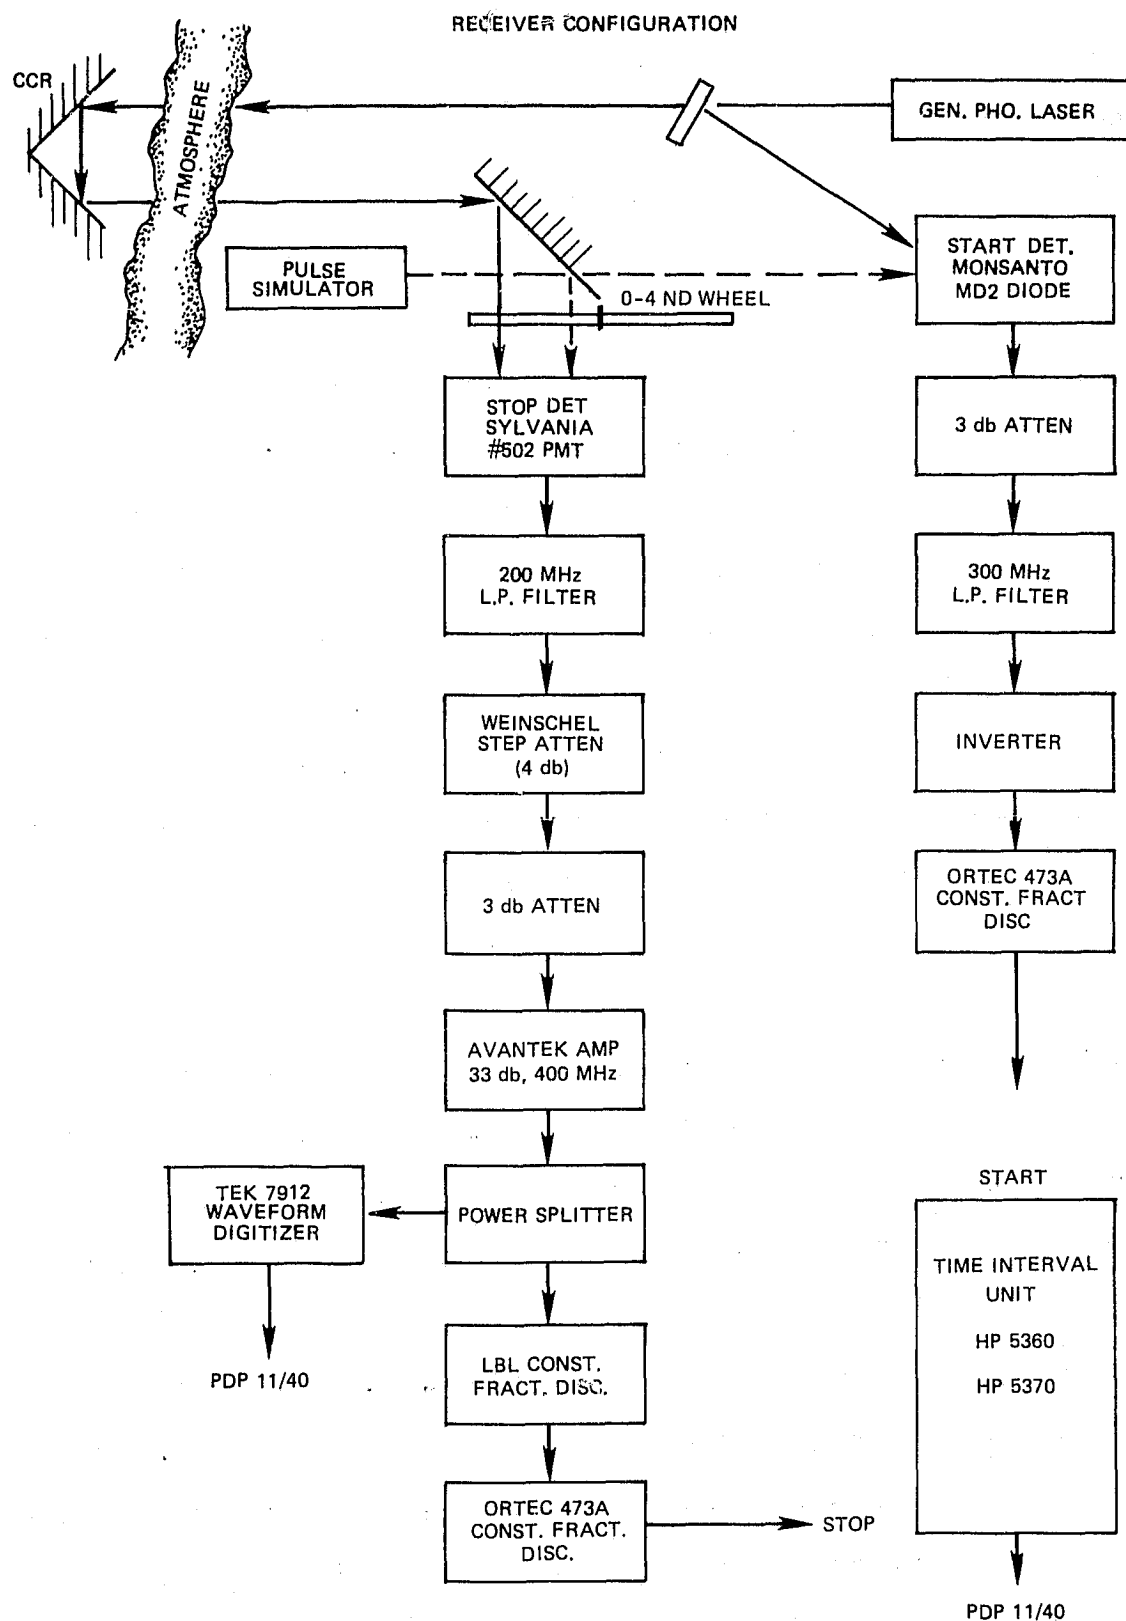 RECEIVER CONFIGURATION
CCR
ATMOSPHERE
GEN. PHO. LASER
PULSE
SIMULATOR
START DET.
MONSANTO
MD2 DIODE
0-4 ND WHEEL
STOP DET
SYLVANIA
#502 PMT
3 db ATTEN
200 MHz
L.P. FILTER
300 MHz
L.P. FILTER
WEINSCHEL
STEP ATTEN
(4 db)
INVERTER
3 db ATTEN
ORTEC 473A
CONST. FRACT
DISC
AVANTEK AMP
33 db, 400 MHz
TEK 7912
WAVEFORM
DIGITIZER
POWER SPLITTER
START
TIME INTERVAL
UNIT
HP 5360
HP 5370
PDP 11/40
LBL CONST.
FRACT. DISC.
ORTEC 473A
CONST. FRACT.
DISC.
STOP
PDP 11/40